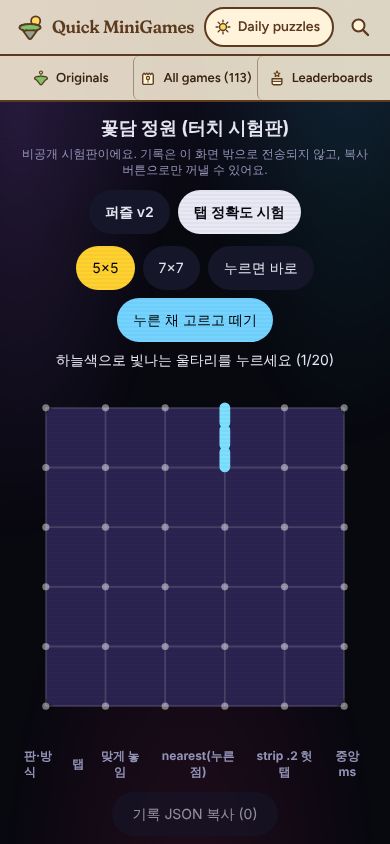 Quick MiniGames
Daily puzzles
Originals
All games (113)
Leaderboards
꽃담 정원 (터치 시험판)
비공개 시험판이에요. 기록은 이 화면 밖으로 전송되지 않고, 복사
버튼으로만 꺼낼 수 있어요.
퍼즐 v2
탭 정확도 시험
5×5
7×7
누르면 바로
누른 채 고르고 떼기
하늘색으로 빛나는 울타리를 누르세요 (1/20)
판·방
식
탭
맞게 놓
임
nearest(누른
점)
strip .2 헛
탭
중앙
ms
기록 JSON 복사 (0)